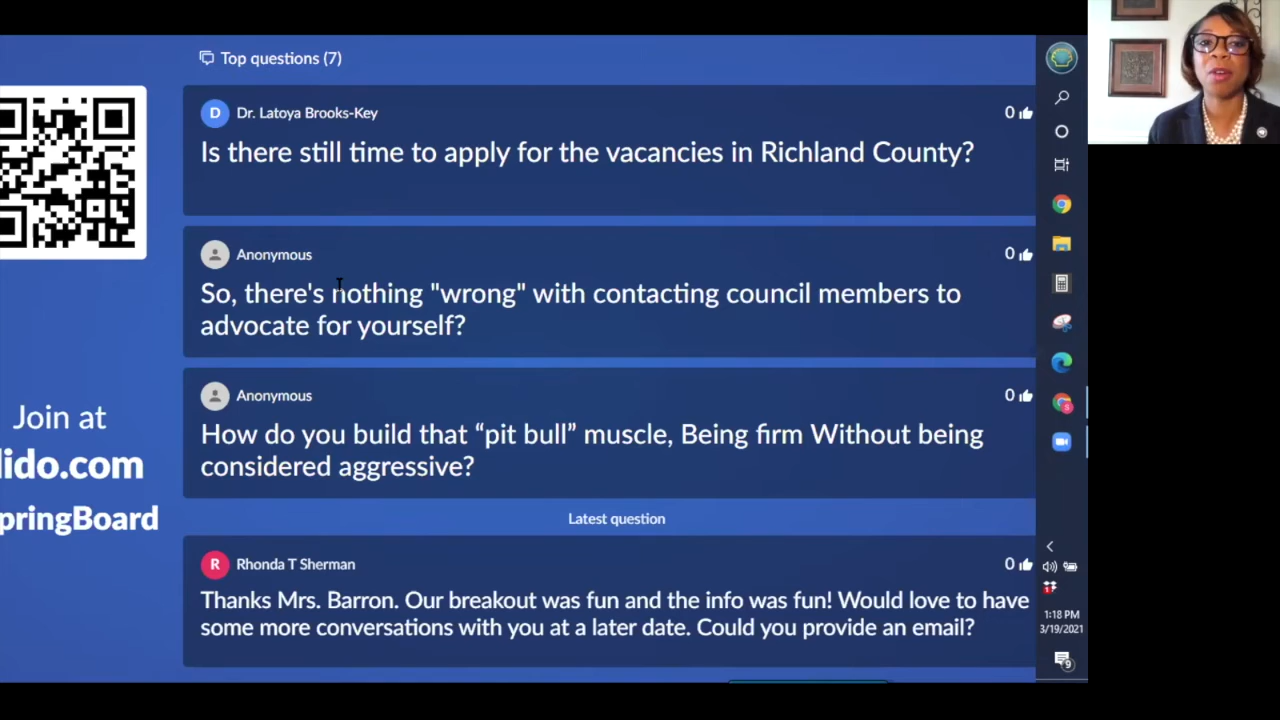 Top questions (7)
D Dr. Latoya Brooks-Key 0
Is there still time to apply for the vacancies in Richland County?
Anonymous 0
So, there's nothing "wrong" with contacting council members to
advocate for yourself?
Anonymous 0
How do you build that “pit bull” muscle, Being firm Without being
considered aggressive?
Join at
lido.com
pringBoard
Latest question
R Rhonda T Sherman 0
Thanks Mrs. Barron. Our breakout was fun and the info was fun! Would love to have
some more conversations with you at a later date. Could you provide an email?
1:18 PM
3/19/2021
9